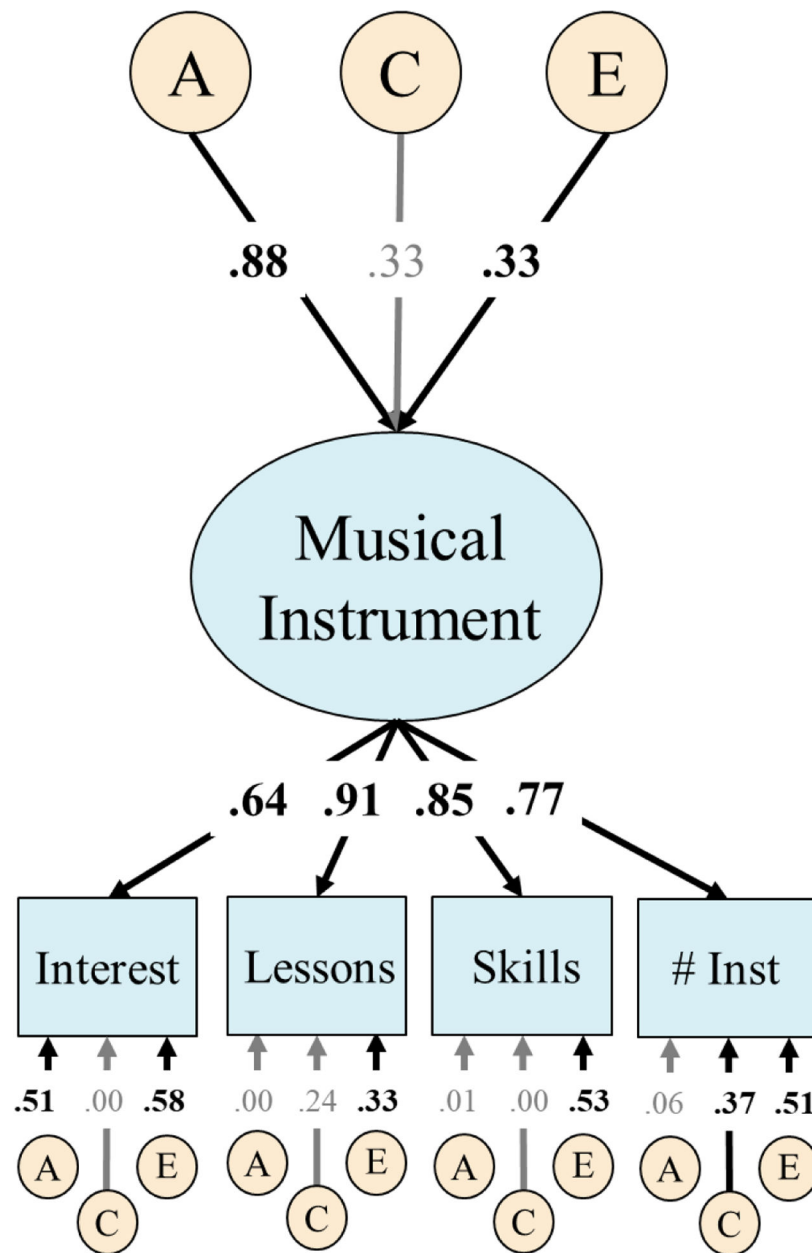 A C E
.88 .33 .33
Musical
Instrument
.64 .91 .85 .77
Interest Lessons Skills # Inst
.51 .00 .58 .00 .24 .33 .01 .00 .53 .06 .37 .51
A E A E A E A E
C C C C